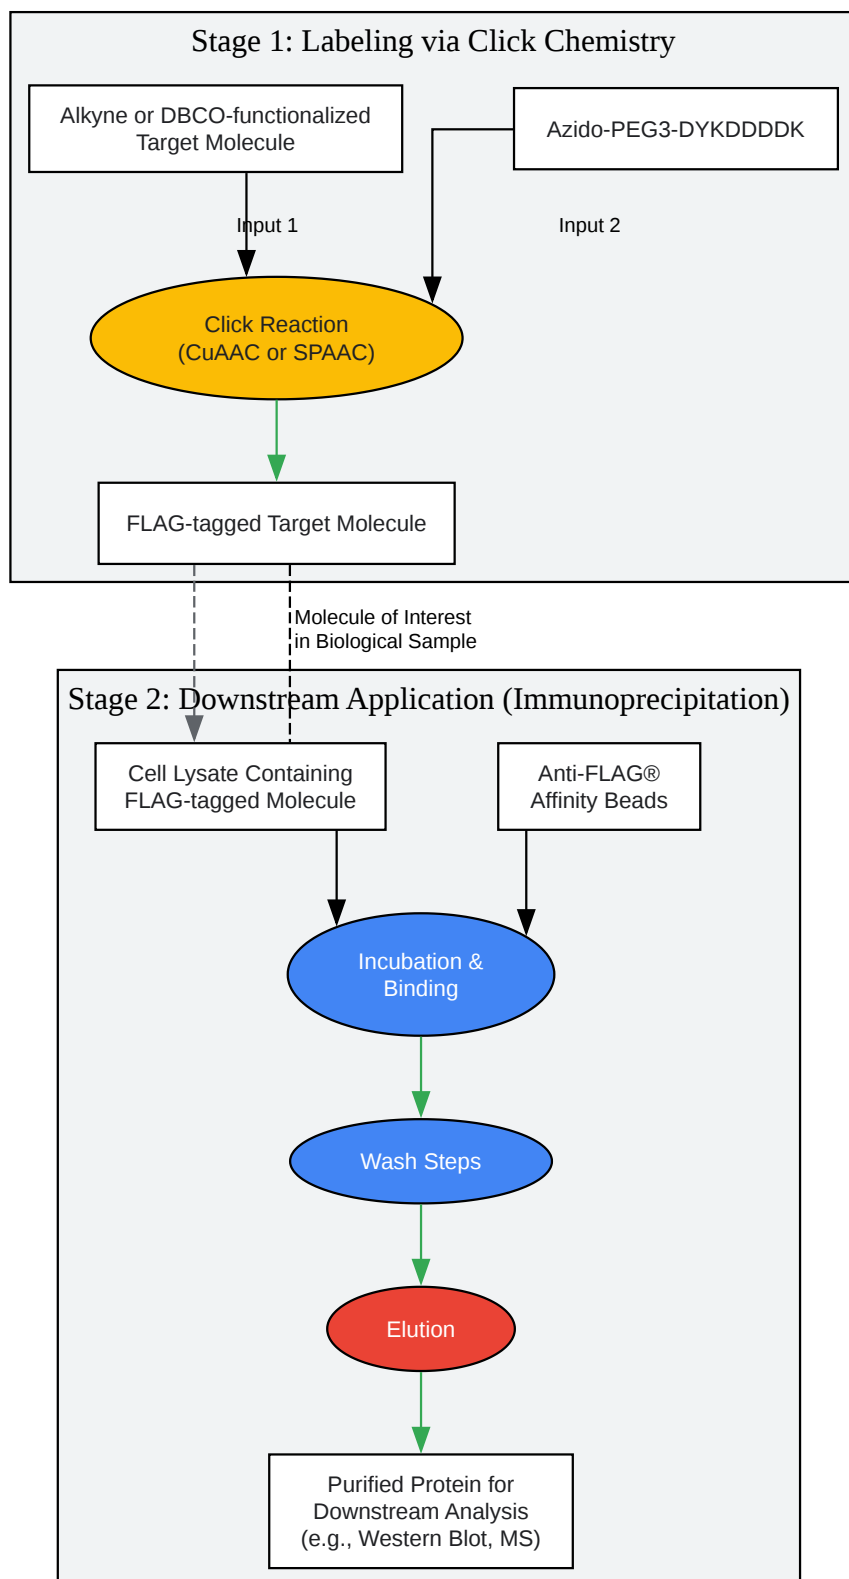 Stage 1: Labeling via Click Chemistry
Alkyne or DBCO-functionalized
Target Molecule
Azido-PEG3-DYKDDDDK
Input 1
Input 2
Click Reaction
(CuAAC or SPAAC)
FLAG-tagged Target Molecule
Molecule of Interest
in Biological Sample
Stage 2: Downstream Application (Immunoprecipitation)
Cell Lysate Containing
FLAG-tagged Molecule
Anti-FLAG®
Affinity Beads
Incubation &
Binding
Wash Steps
Elution
Purified Protein for
Downstream Analysis
(e.g., Western Blot, MS)